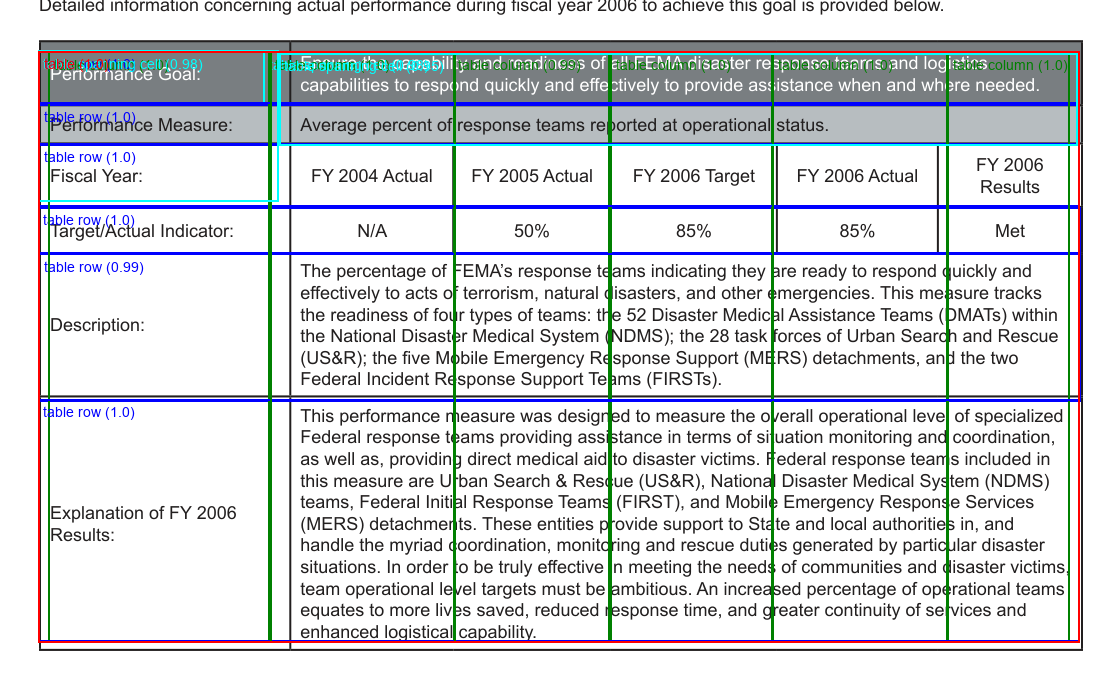 Detailed information concerning actual performance during fiscal year 2006 to achieve this goal is provided below.
Performance Goal:
Ensure the capability and readiness of all FEMA disaster response teams and logistics
capabilities to respond quickly and effectively to provide assistance when and where needed.
table column (1.0)
table row (1.0)
Performance Measure:
Average percent of response teams reported at operational status.
table row (1.0)
Fiscal Year:
FY 2004 Actual
FY 2005 Actual
FY 2006 Target
FY 2006 Actual
FY 2006
Results
table row (1.0)
Target/Actual Indicator:
N/A
50%
85%
85%
Met
table row (0.99)
Description:
The percentage of FEMA's response teams indicating they are ready to respond quickly and
effectively to acts of terrorism, natural disasters, and other emergencies. This measure tracks
the readiness of four types of teams: the 52 Disaster Medical Assistance Teams (DMATs) within
the National Disaster Medical System (NDMS); the 28 task forces of Urban Search and Rescue
(US&R); the five Mobile Emergency Response Support (MERS) detachments, and the two
Federal Incident Response Support Teams (FIRSTs).
table row (1.0)
Explanation of FY 2006
Results:
This performance measure was designed to measure the overall operational level of specialized
Federal response teams providing assistance in terms of situation monitoring and coordination,
as well as, providing direct medical aid to disaster victims. Federal response teams included in
this measure are Urban Search & Rescue (US&R), National Disaster Medical System (NDMS)
teams, Federal Initial Response Teams (FIRST), and Mobile Emergency Response Services
(MERS) detachments. These entities provide support to State and local authorities in, and
handle the myriad coordination, monitoring and rescue duties generated by particular disaster
situations. In order to be truly effective in meeting the needs of communities and disaster victims,
team operational level targets must be ambitious. An increased percentage of operational teams
equates to more lives saved, reduced response time, and greater continuity of services and
enhanced logistical capability.